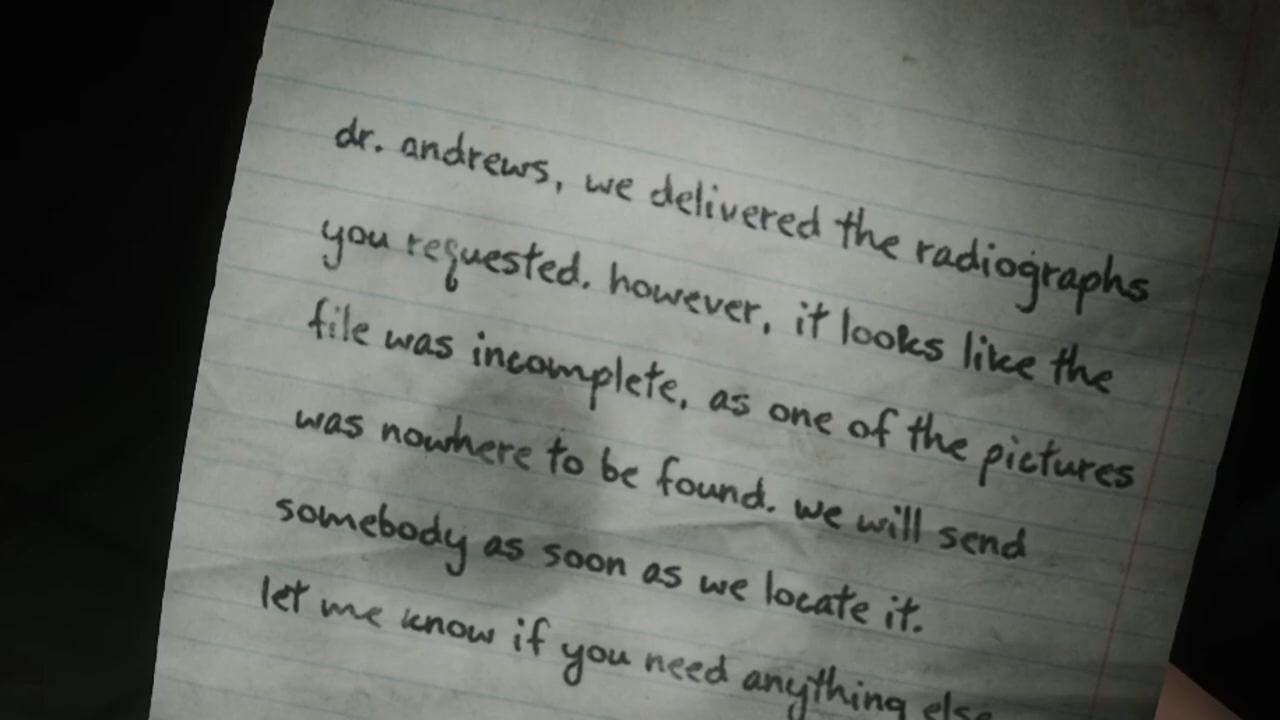 dr. andrews, we delivered the radiographs
you requested. however, it looks like the
file was incomplete, as one of the pictures
was nowhere to be found. we will send
somebody as soon as we locate it.
let me know if you need anything else